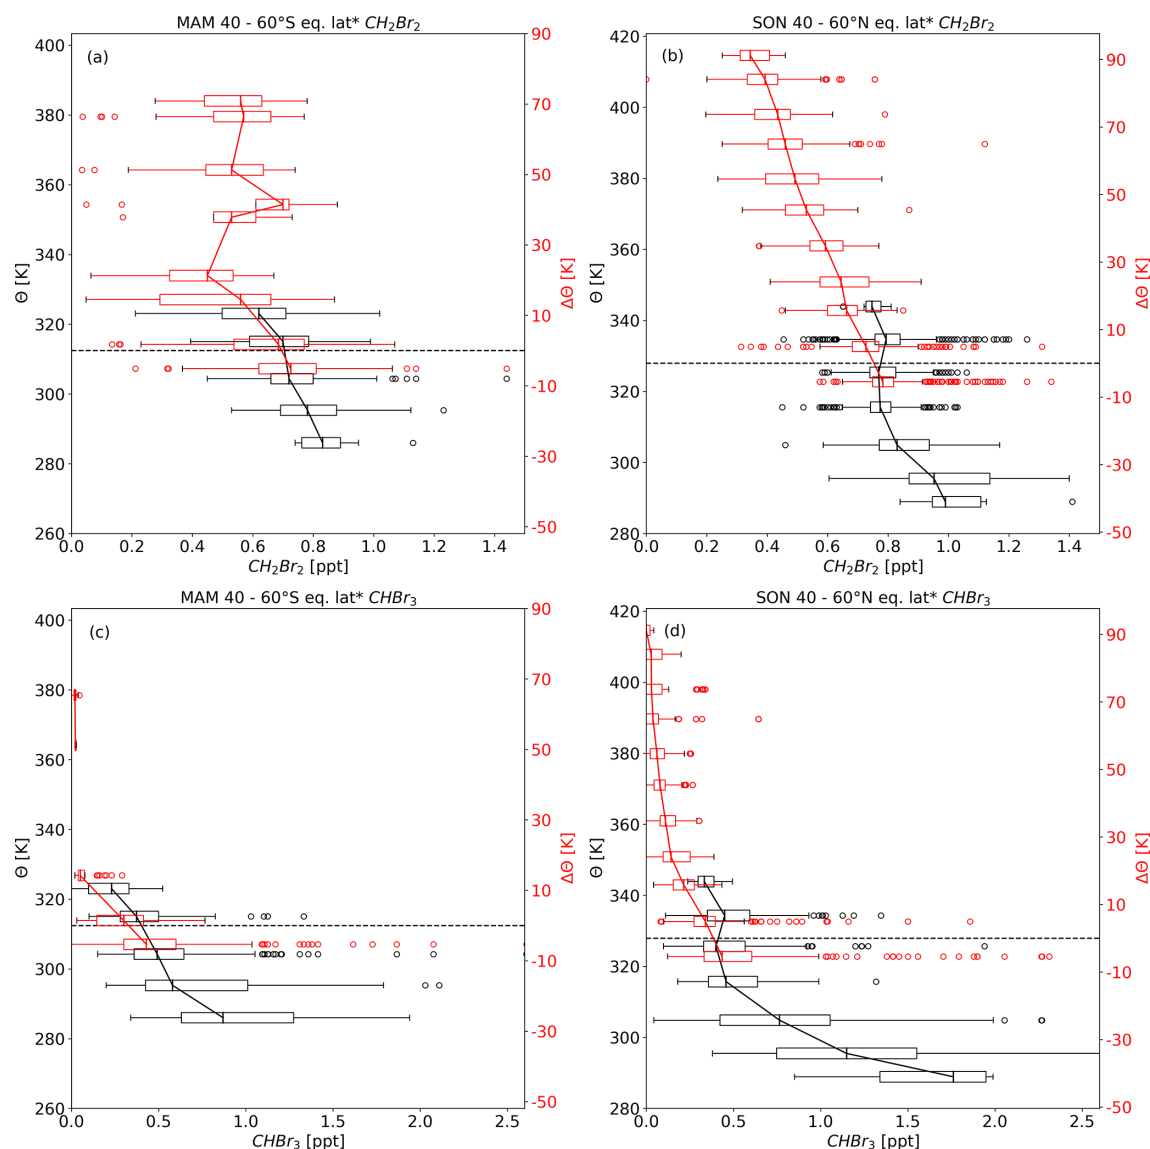 MAM 40 - 60°S eq. lat* CH₂Br₂
(a)
Θ [K]
400
380
360
340
320
300
280
260
ΔΘ [K]
90
70
50
30
10
-10
-30
-50
0.0 0.2 0.4 0.6 0.8 1.0 1.2 1.4
CH₂Br₂ [ppt]
SON 40 - 60°N eq. lat* CH₂Br₂
(b)
Θ [K]
420
400
380
360
340
320
300
280
ΔΘ [K]
90
70
50
30
10
-10
-30
-50
0.0 0.2 0.4 0.6 0.8 1.0 1.2 1.4
CH₂Br₂ [ppt]
MAM 40 - 60°S eq. lat* CHBr₃
(c)
Θ [K]
400
380
360
340
320
300
280
260
ΔΘ [K]
90
70
50
30
10
-10
-30
-50
0.0 0.5 1.0 1.5 2.0 2.5
CHBr₃ [ppt]
SON 40 - 60°N eq. lat* CHBr₃
(d)
Θ [K]
420
400
380
360
340
320
300
280
ΔΘ [K]
90
70
50
30
10
-10
-30
-50
0.0 0.5 1.0 1.5 2.0 2.5
CHBr₃ [ppt]